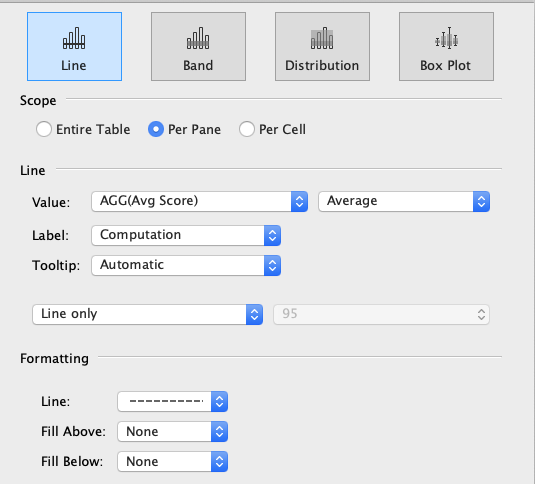 Line Band Distribution Box Plot
Scope
Entire Table Per Pane Per Cell
Line
Value: AGG(Avg Score) Average
Label: Computation
Tooltip: Automatic
Line only 95
Formatting
Line:
Fill Above: None
Fill Below: None